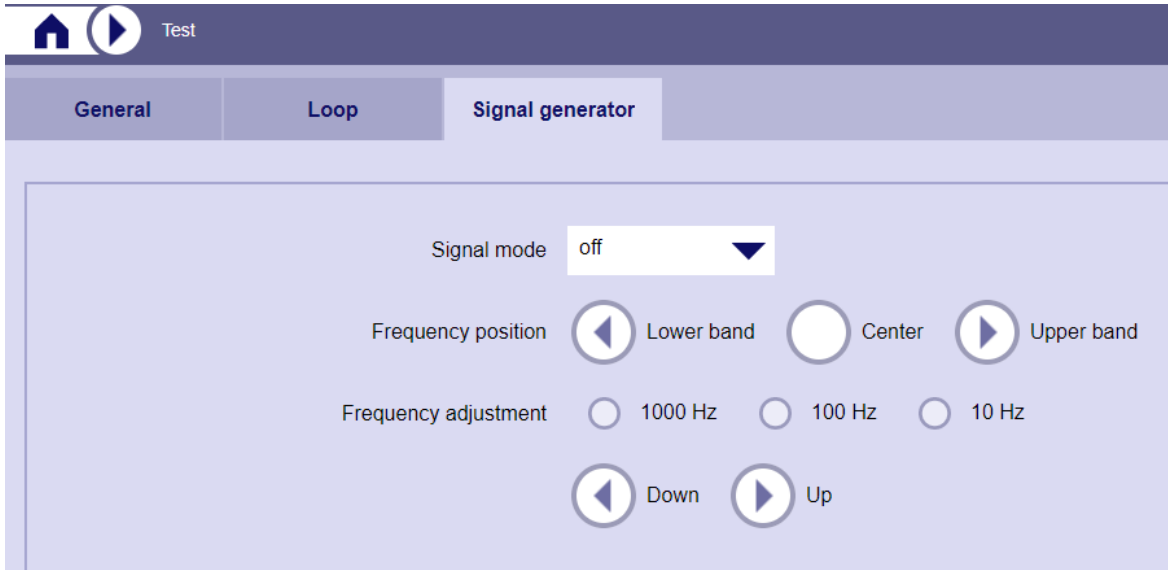 Test
General Loop Signal generator
Signal mode off
Frequency position Lower band Center Upper band
Frequency adjustment 1000 Hz 100 Hz 10 Hz
Down Up